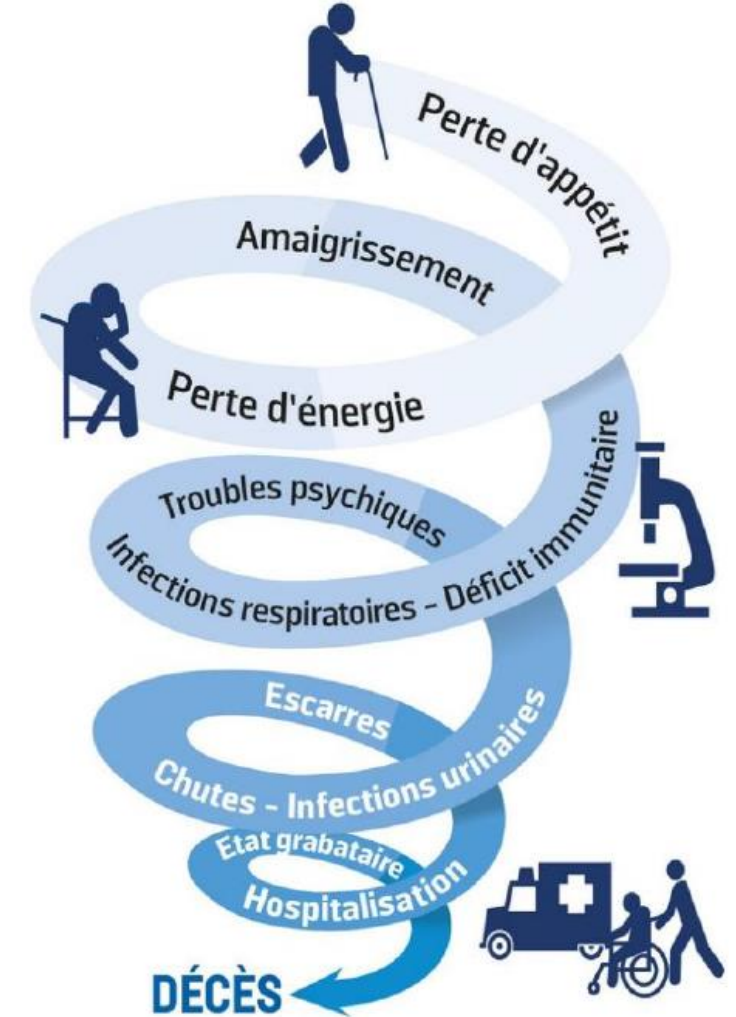 Perte d'appétit
Amaigrissement
Perte d'énergie
Troubles psychiques
Infections respiratoires - Déficit immunitaire
Escarres
Chutes - Infections urinaires
Etat grabataire
Hospitalisation
DÉCÈS